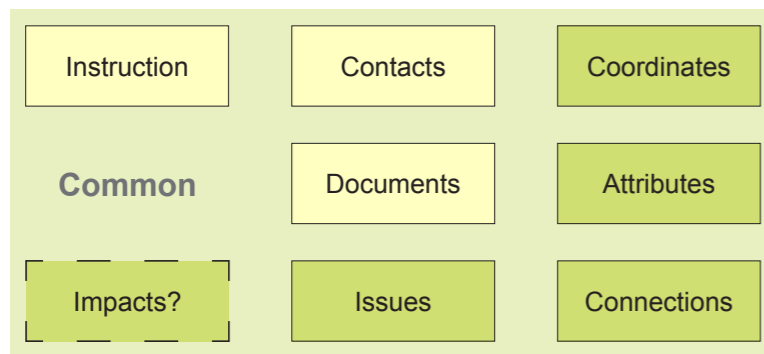 Instruction
Contacts
Coordinates
Common
Documents
Attributes
Impacts?
Issues
Connections